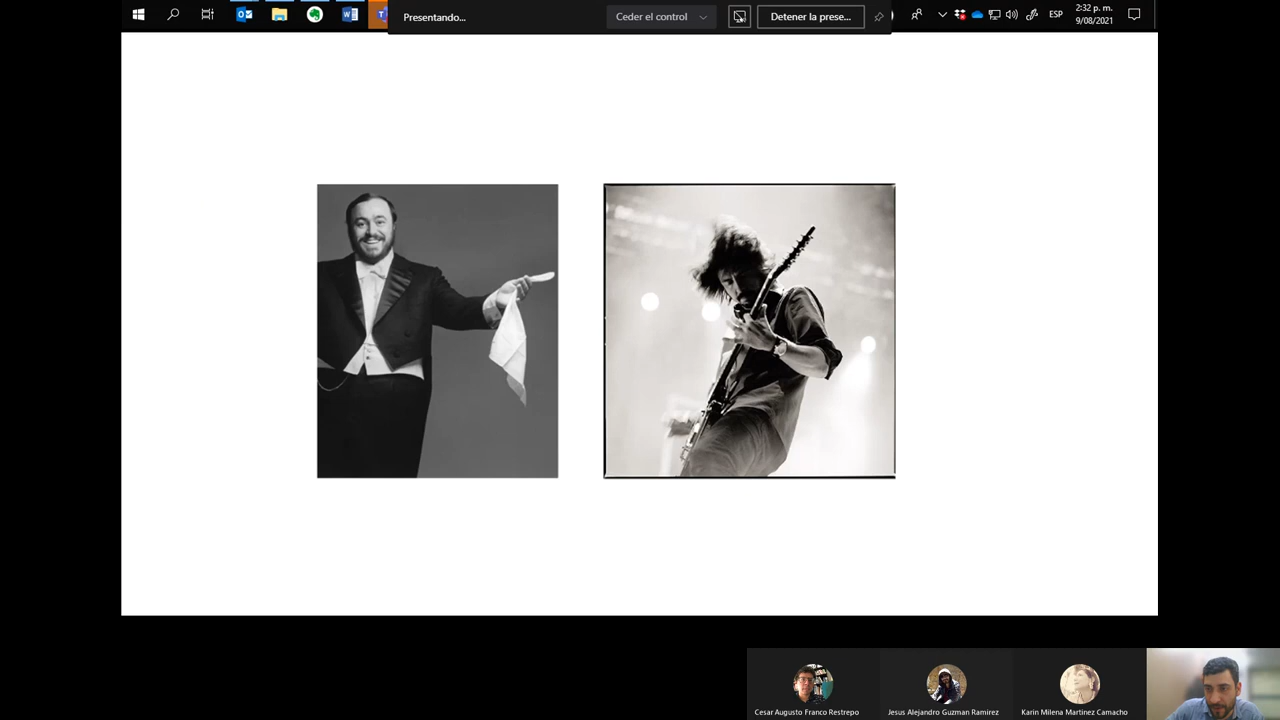 Presentando...
Ceder el control
Detener la prese...
ESP
2:32 p. m.
9/08/2021
Cesar Augusto Franco Restrepo
Jesus Alejandro Guzman Ramirez
Karin Milena Martinez Camacho